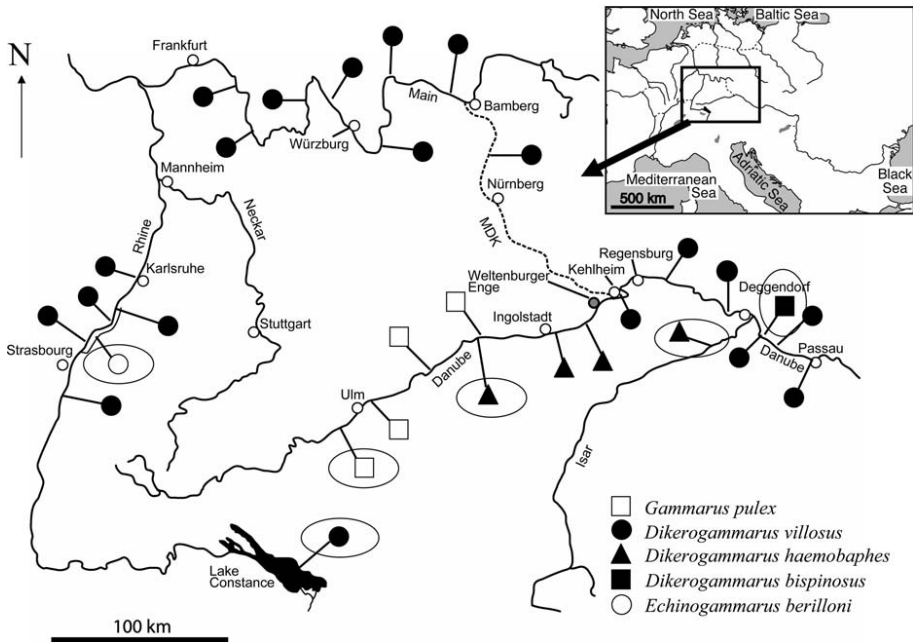 North Sea
Baltic Sea
Mediterranean
Sea
Adriatic Sea
Black
Sea
500 km
N
Frankfurt
Main
Bamberg
Würzburg
Mannheim
Nürnberg
Neckar
MDK
Rhine
Karlsruhe
Regensburg
Kehlheim
Weltenburger
Enge
Deggendorf
Ingolstadt
Stuttgart
Strasbourg
Passau
Danube
Danube
Ulm
Isar
Lake
Constance
Gammarus pulex
Dikerogammarus villosus
Dikerogammarus haemobaphes
Dikerogammarus bispinosus
Echinogammarus berilloni
100 km